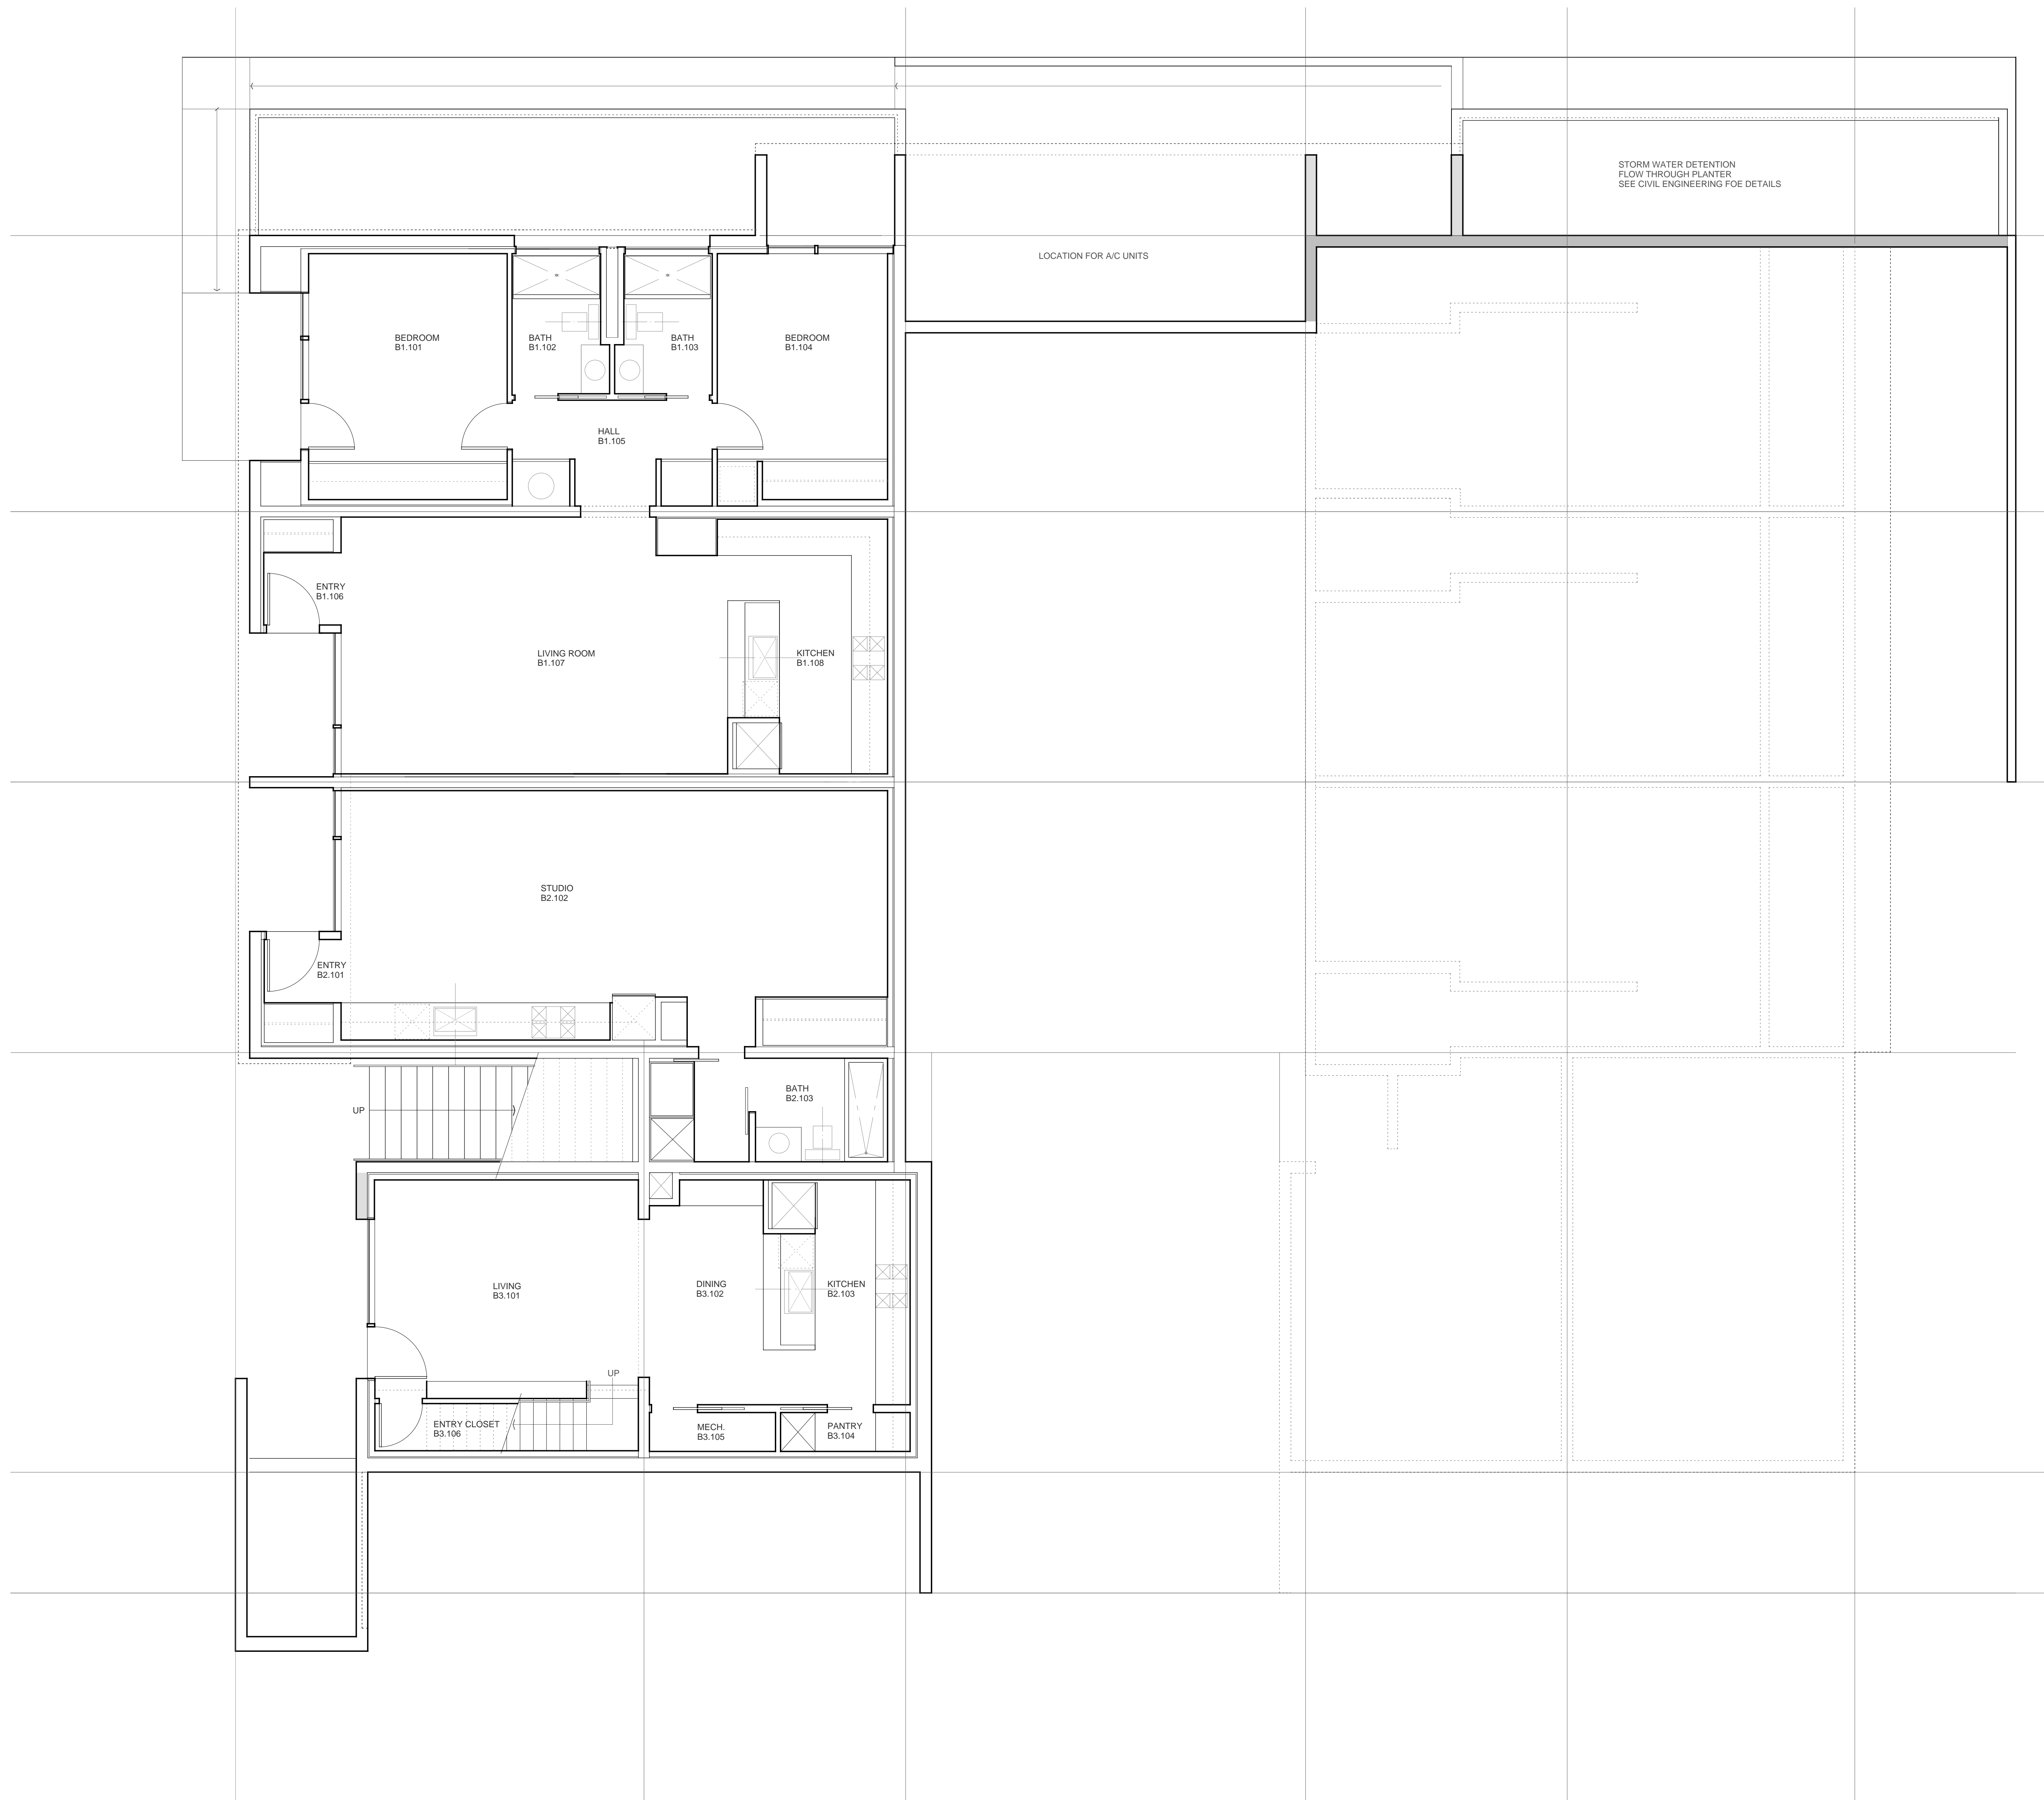 STORM WATER DETENTION
FLOW THROUGH PLANTER
SEE CIVIL ENGINEERING FOE DETAILS
LOCATION FOR A/C UNITS
BEDROOM
B1.101
BATH
B1.102
BATH
B1.103
BEDROOM
B1.104
HALL
B1.105
ENTRY
B1.106
LIVING ROOM
B1.107
KITCHEN
B1.108
STUDIO
B2.102
ENTRY
B2.101
BATH
B2.103
UP
LIVING
B3.101
DINING
B3.102
KITCHEN
B2.103
UP
ENTRY CLOSET
B3.106
MECH.
B3.105
PANTRY
B3.104